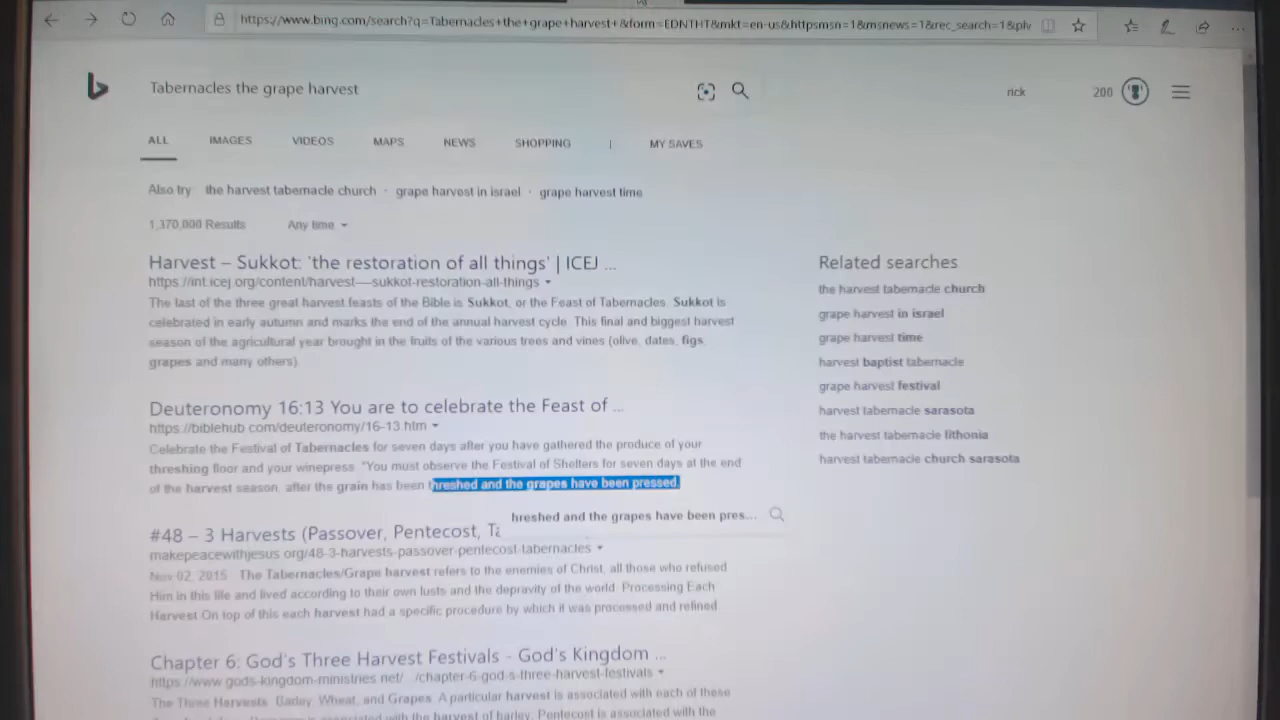 https://www.bing.com/search?q=Tabernacles+the+grape+harvest+&form=EDNTHT&mkt=en-us&httpsmsn=1&msnews=1&rec_search=1&plv
Tabernacles the grape harvest
rick 200
ALL IMAGES VIDEOS MAPS NEWS SHOPPING | MY SAVES
Also try: the harvest tabernacle church · grape harvest in israel · grape harvest time
1,370,000 Results Any time
Harvest – Sukkot: 'the restoration of all things' | ICEJ ...
https://int.icej.org/content/harvest-—sukkot-restoration-all-things
The last of the three great harvest feasts of the Bible is Sukkot, or the Feast of Tabernacles. Sukkot is
celebrated in early autumn and marks the end of the annual harvest cycle. This final and biggest harvest
season of the agricultural year brought in the fruits of the various trees and vines (olive, dates, figs,
grapes and many others).
Deuteronomy 16:13 You are to celebrate the Feast of ...
https://biblehub.com/deuteronomy/16-13.htm
Celebrate the Festival of Tabernacles for seven days after you have gathered the produce of your
threshing floor and your winepress. "You must observe the Festival of Shelters for seven days at the end
of the harvest season, after the grain has been threshed and the grapes have been pressed.
hreshed and the grapes have been pres...
#48 – 3 Harvests (Passover, Pentecost, Ta
makepeacewithjesus.org/48-3-harvests-passover-pentecost-tabernacles
Nov 02, 2015 · The Tabernacles/Grape harvest refers to the enemies of Christ, all those who refused
Him in this life and lived according to their own lusts and the depravity of the world. Processing Each
Harvest On top of this each harvest had a specific procedure by which it was processed and refined
Chapter 6: God's Three Harvest Festivals - God's Kingdom ...
https://www.gods-kingdom-ministries.net/.../chapter-6-god-s-three-harvest-festivals
The Three Harvests. Barley, Wheat, and Grapes. A particular harvest is associated with each of these
is associated with the harvest of barley, Pentecost is associated with the
Related searches
the harvest tabernacle church
grape harvest in israel
grape harvest time
harvest baptist tabernacle
grape harvest festival
harvest tabernacle sarasota
the harvest tabernacle lithonia
harvest tabernacle church sarasota